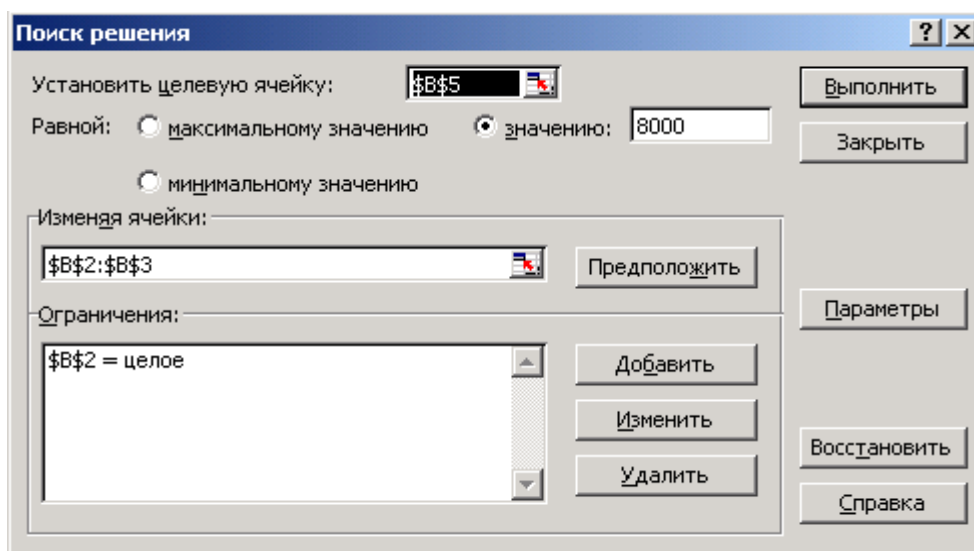 Поиск решения
Установить целевую ячейку: $B$5 Выполнить
Равной: максимальному значению значению: 8000 Закрыть
минимальному значению
Изменяя ячейки:
$B$2:$B$3 Предположить
Ограничения: Параметры
$B$2 = целое Добавить
Изменить
Восстановить
Удалить
Справка